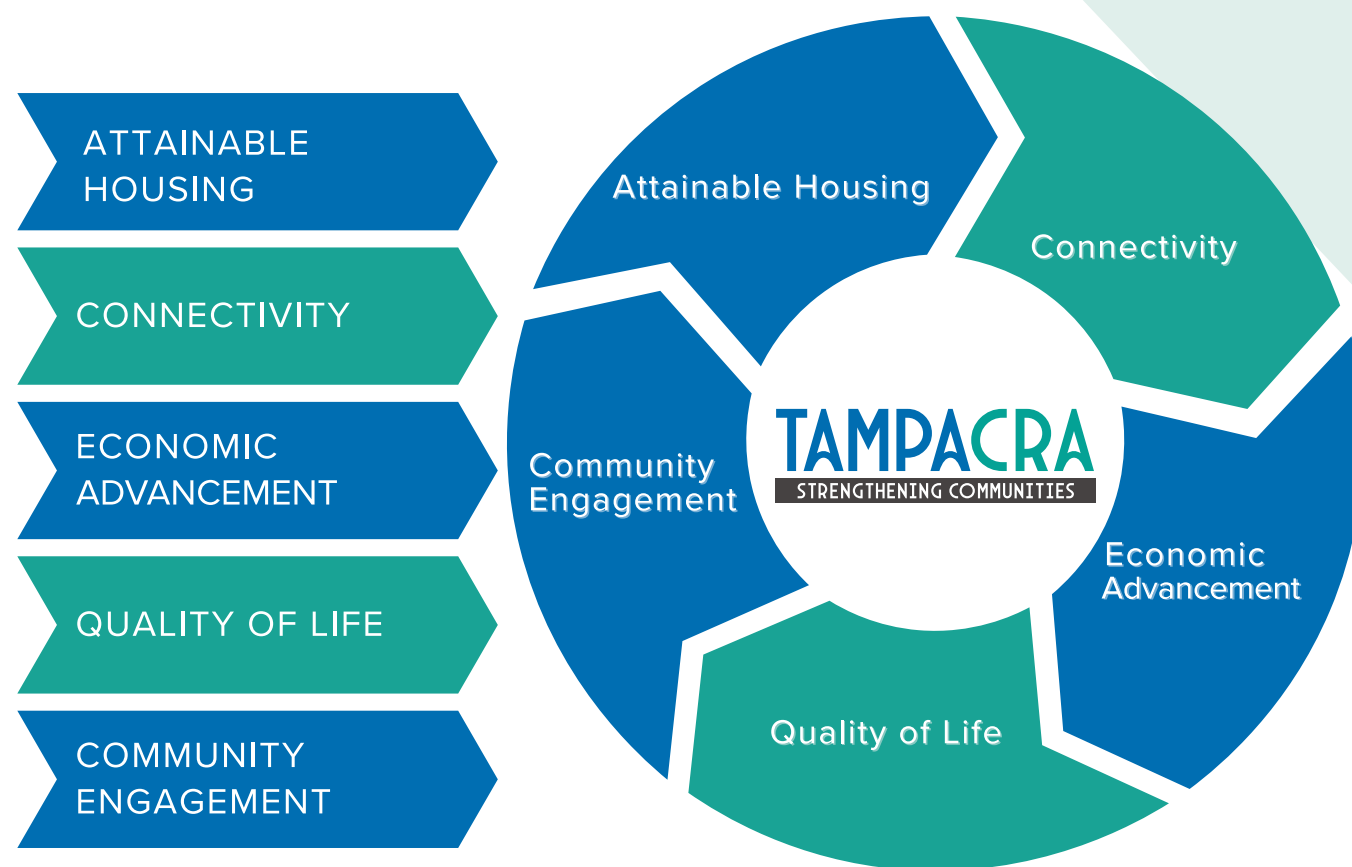 ATTAINABLE
HOUSING
CONNECTIVITY
ECONOMIC
ADVANCEMENT
QUALITY OF LIFE
COMMUNITY
ENGAGEMENT
Attainable Housing
Connectivity
Economic
Advancement
Quality of Life
Community
Engagement
TAMPACRA
STRENGTHENING COMMUNITIES